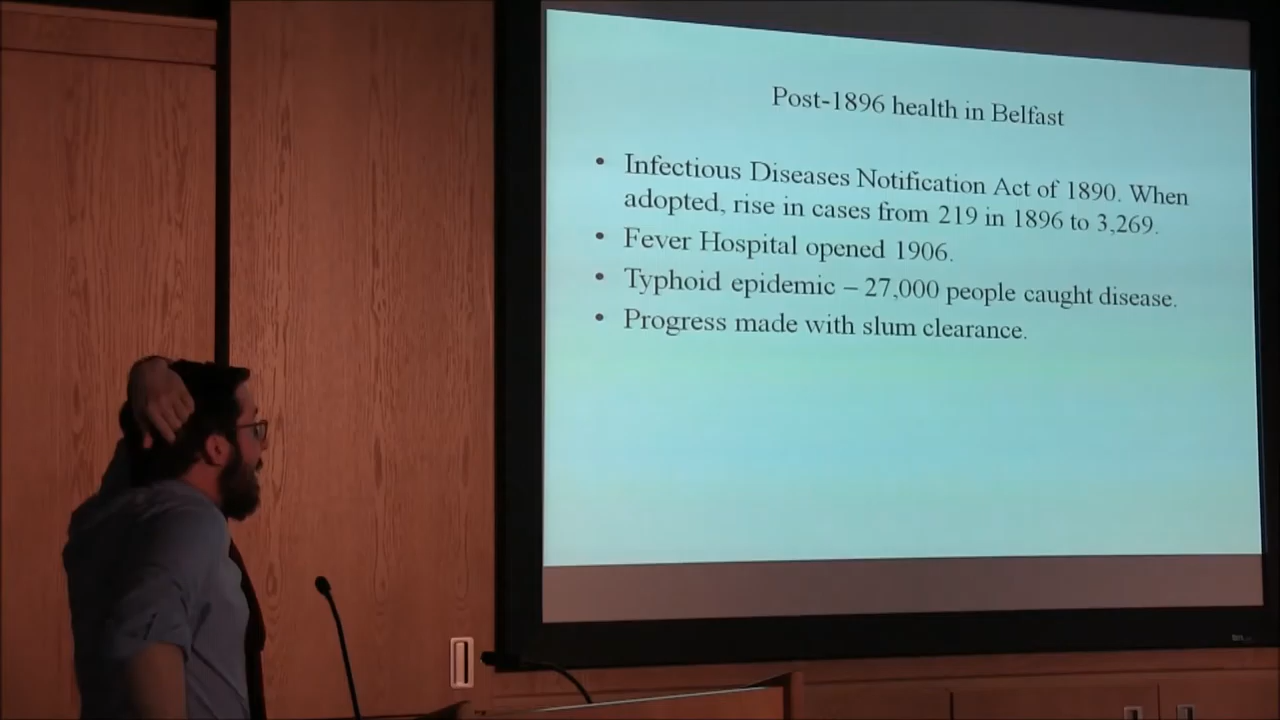 Post-1896 health in Belfast
• Infectious Diseases Notification Act of 1890. When
adopted, rise in cases from 219 in 1896 to 3,269.
• Fever Hospital opened 1906.
• Typhoid epidemic – 27,000 people caught disease.
• Progress made with slum clearance.